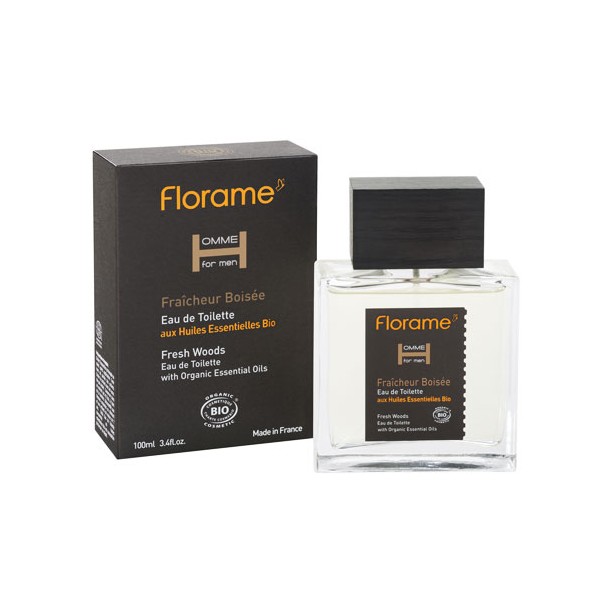 Florame
H
OMME
for men
Fraîcheur Boisée
Eau de Toilette
aux Huiles Essentielles Bio
Fresh Woods
Eau de Toilette
with Organic Essential Oils
ORGANIC
BIO
COSMETIC
100ml 3.4fl.oz.
Made in France
Florame
H
OMME
for men
Fraîcheur Boisée
Eau de Toilette
aux Huiles Essentielles Bio
BIO
Fresh Woods
Eau de Toilette
with Organic Essential Oils